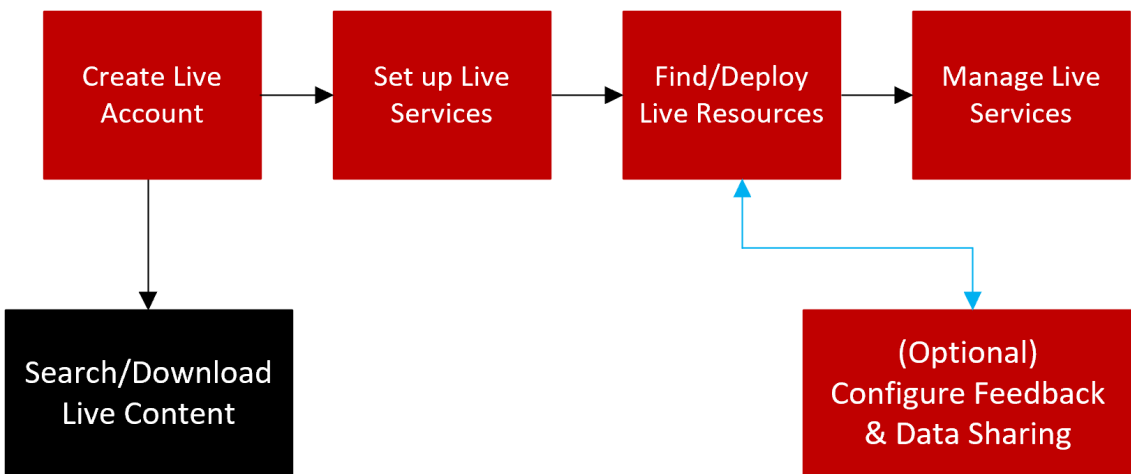 Create Live
Account
Set up Live
Services
Find/Deploy
Live Resources
Manage Live
Services
Search/Download
Live Content
(Optional)
Configure Feedback
& Data Sharing